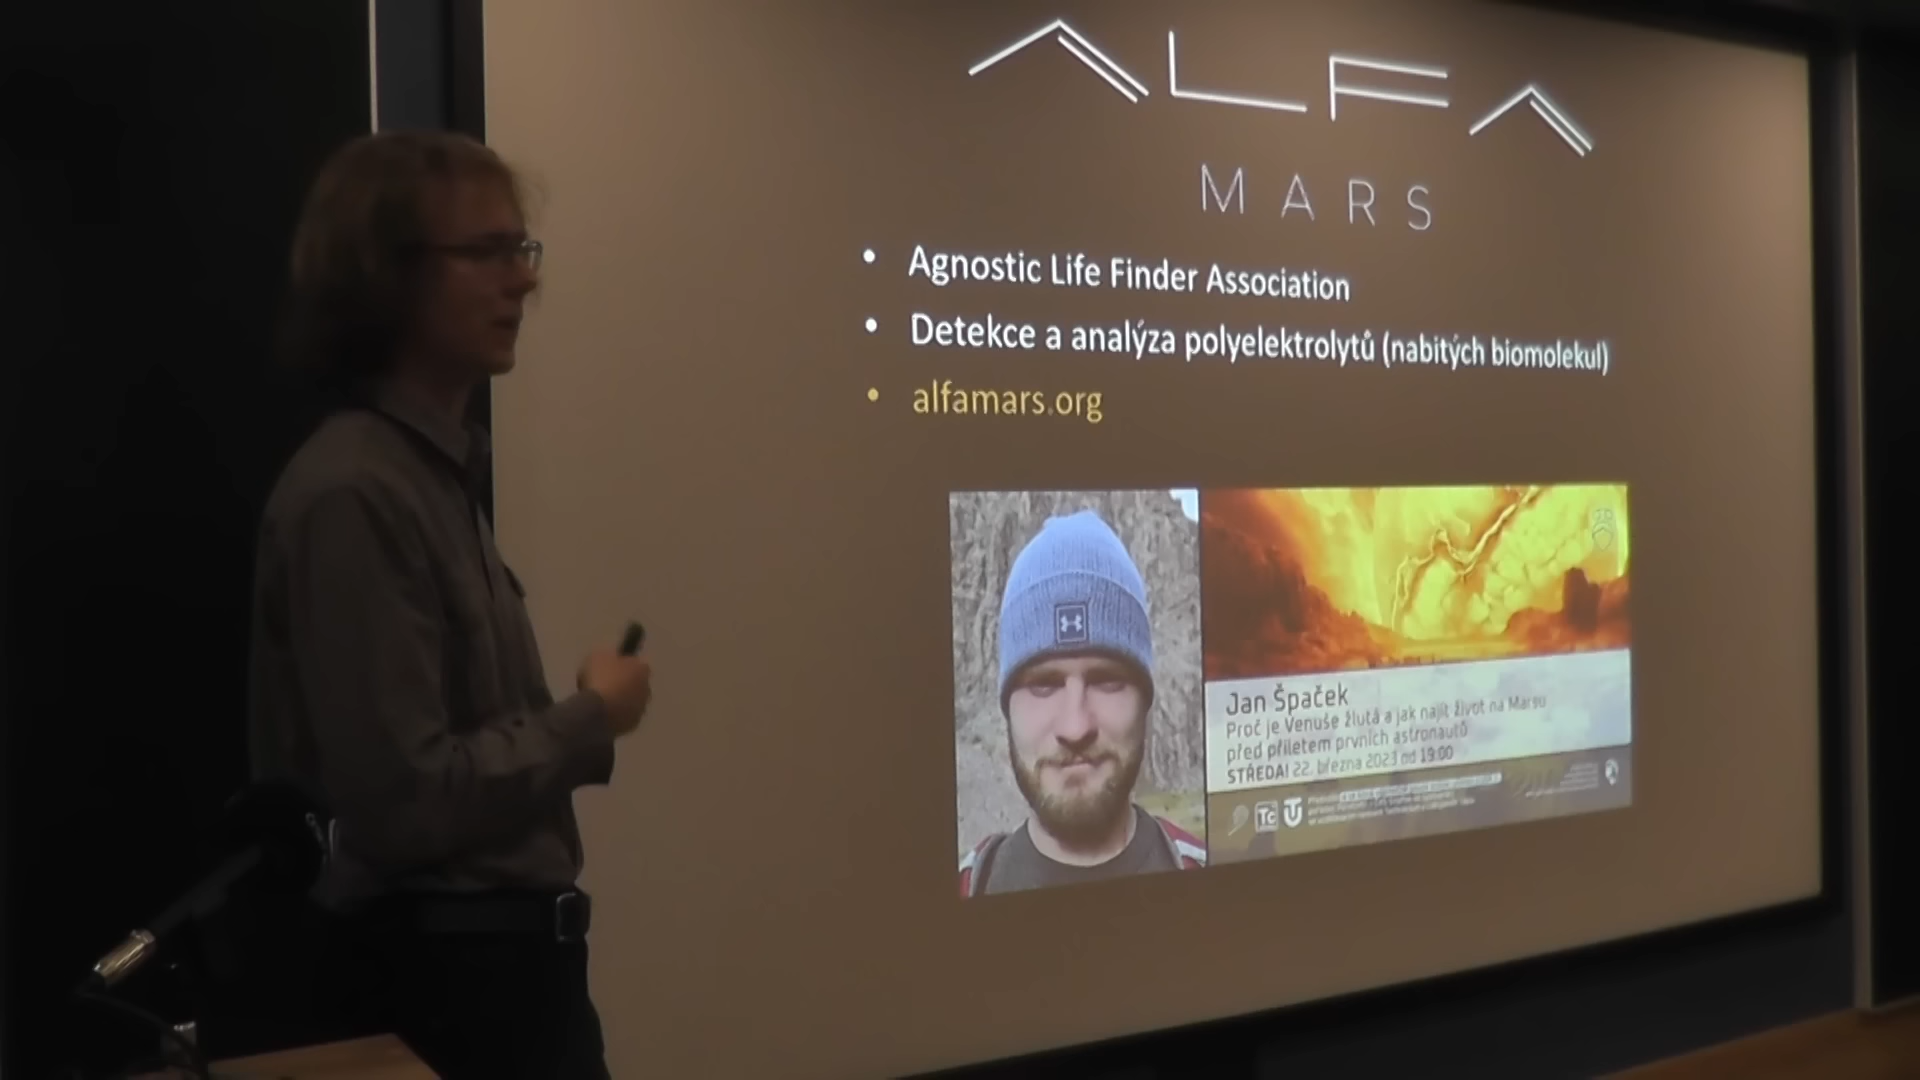 ALFA
MARS
• Agnostic Life Finder Association
• Detekce a analýza polyelektrolytů (nabitých biomolekul)
• alfamars.org
Jan Špaček
Proč je Venuše žlutá a jak najít život na Marsu
před příletem prvních astronautů
STŘEDA! 22. března 2023 od 19:00
Tc